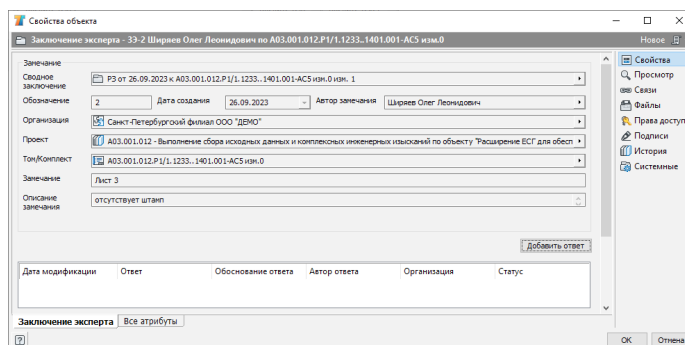 Свойства объекта
Заключение эксперта - ЗЭ-2 Ширяев Олег Леонидович по А03.001.012.Р1/1.1233..1401.001-АС5 изм.0
Новое
Замечание
Сводное заключение
РЗ от 26.09.2023 к А03.001.012.Р1/1.1233..1401.001-АС5 изм.0 изм. 1
Обозначение 2 Дата создания 26.09.2023 Автор замечания Ширяев Олег Леонидович
Организация Санкт-Петербургский филиал ООО "ДЕМО"
Проект А03.001.012 - Выполнение сбора исходных данных и комплексных инженерных изысканий по объекту "Расширение ЕСГ для обесп
Том/Комплект А03.001.012.Р1/1.1233..1401.001-АС5 изм.0
Замечание Лист 3
Описание замечания
отсутствует штамп
Добавить ответ
Дата модификации Ответ Обоснование ответа Автор ответа Организация Статус
Заключение эксперта Все атрибуты
Свойства
Просмотр
Связи
Файлы
Права доступ
Подписи
История
Системные
OK Отмена